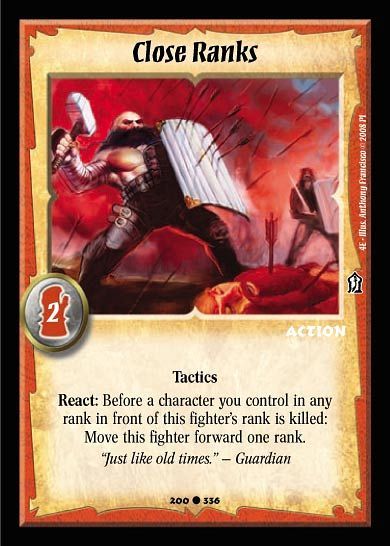 Close Ranks
4E • Illus. Anthony Francisco © 2008 PI
2
ACTION
Tactics
React: Before a character you control in any
rank in front of this fighter's rank is killed:
Move this fighter forward one rank.
"Just like old times." – Guardian
200 ● 336